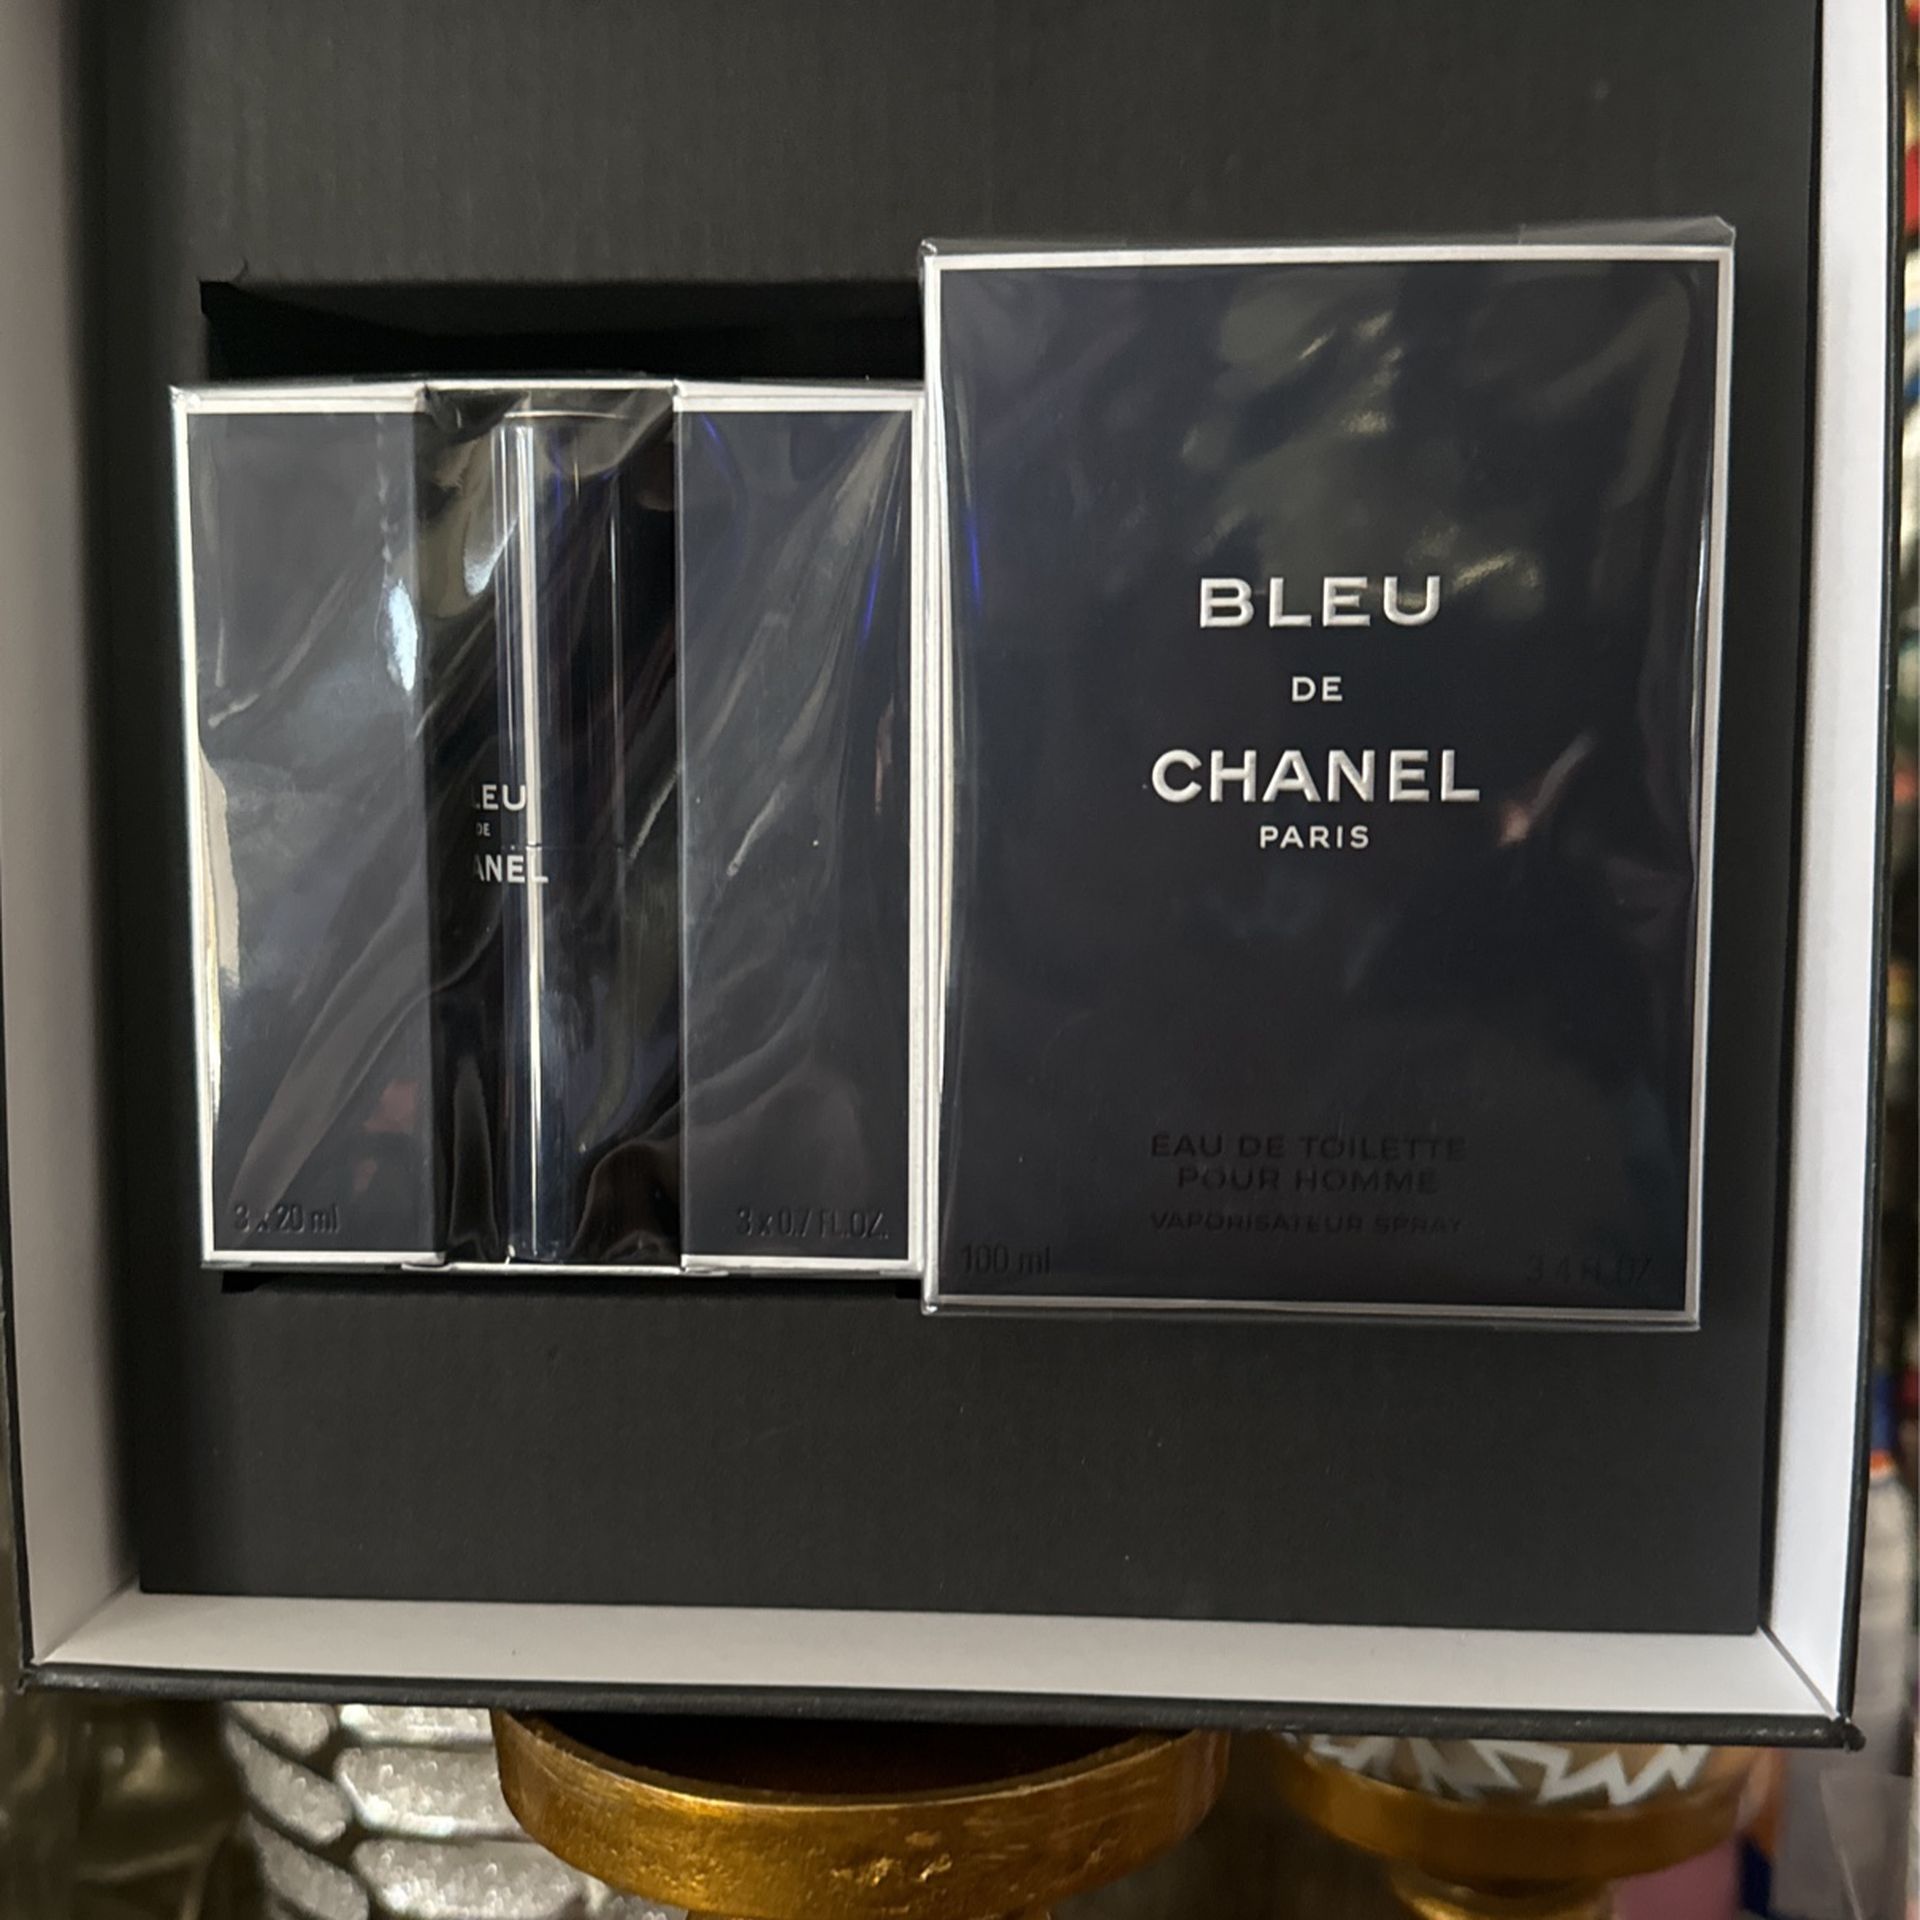 LEU
DE
ANEL
3 x 20 ml
3 x 0.7 FL.OZ.
BLEU
DE
CHANEL
PARIS
EAU DE TOILETTE
POUR HOMME
VAPORISATEUR SPRAY
100 ml
3.4 FL.OZ.